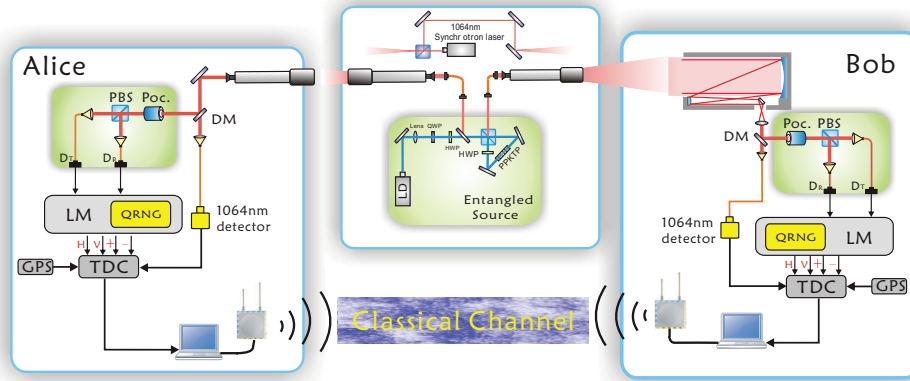 Alice
PBS
Poc.
DM
DT
DR
LM
QRNG
1064nm
detector
H V + −
GPS
TDC
1064nm
Synchr otron laser
Lens
QWP
HWP
HWP
PPKTP
LD
Entangled
Source
Classical Channel
Bob
DM
Poc.
PBS
DR
DT
1064nm
detector
QRNG
LM
H V + −
TDC
GPS